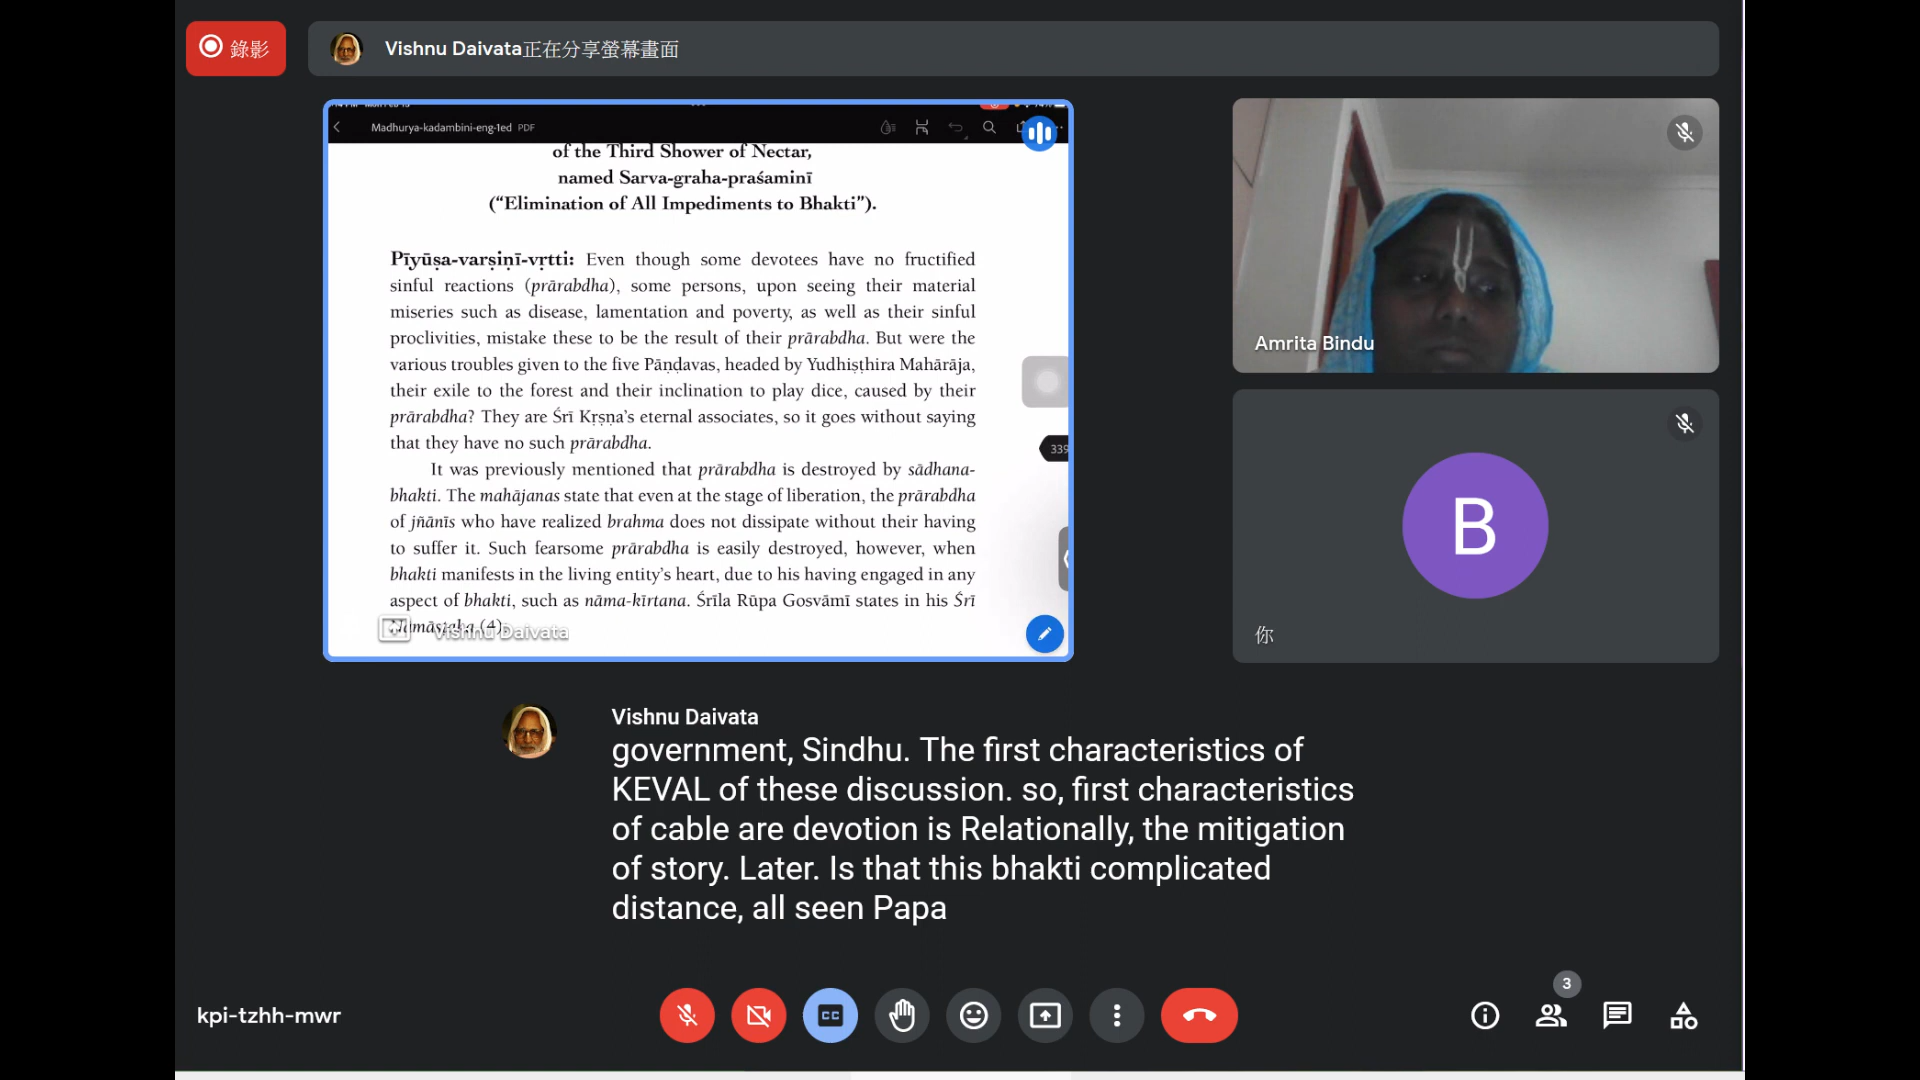 錄影
Vishnu Daivata正在分享螢幕畫面
Madhurya-kadambini-eng-1ed PDF
of the Third Shower of Nectar,
named Sarva-graha-praśaminī
(“Elimination of All Impediments to Bhakti”).
Pīyūṣa-varṣiṇī-vṛtti: Even though some devotees have no fructified
sinful reactions (prārabdha), some persons, upon seeing their material
miseries such as disease, lamentation and poverty, as well as their sinful
proclivities, mistake these to be the result of their prārabdha. But were the
various troubles given to the five Pāṇḍavas, headed by Yudhiṣṭhira Mahārāja,
their exile to the forest and their inclination to play dice, caused by their
prārabdha? They are Śrī Kṛṣṇa’s eternal associates, so it goes without saying
that they have no such prārabdha.
It was previously mentioned that prārabdha is destroyed by sādhana-
bhakti. The mahājanas state that even at the stage of liberation, the prārabdha
of jñānīs who have realized brahma does not dissipate without their having
to suffer it. Such fearsome prārabdha is easily destroyed, however, when
bhakti manifests in the living entity’s heart, due to his having engaged in any
aspect of bhakti, such as nāma-kīrtana. Śrīla Rūpa Gosvāmī states in his Śrī
Nāmāṣṭaka (4)
Vishnu Daivata
339
Amrita Bindu
B
你
Vishnu Daivata
government, Sindhu. The first characteristics of
KEVAL of these discussion. so, first characteristics
of cable are devotion is Relationally, the mitigation
of story. Later. Is that this bhakti complicated
distance, all seen Papa
kpi-tzhh-mwr
CC
3